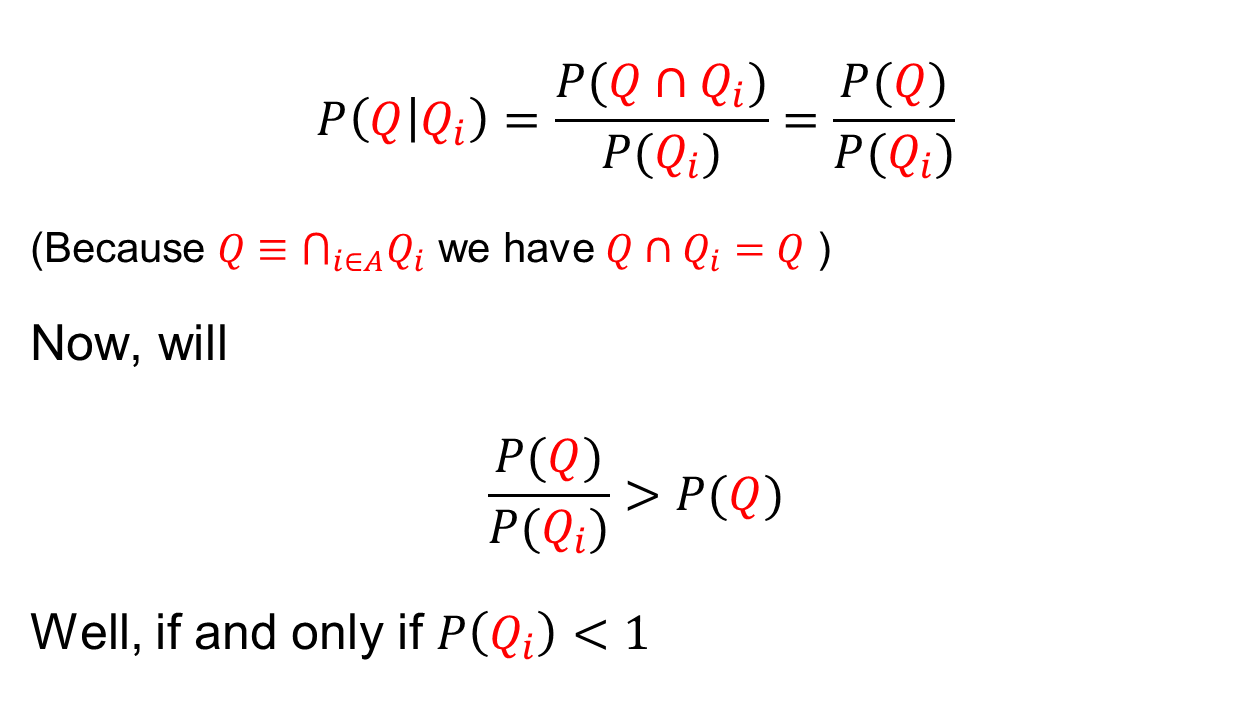 P(Q|Q_i) = P(Q ∩ Q_i) / P(Q_i) = P(Q) / P(Q_i)
(Because Q ≡ ⋂_{i∈A} Q_i we have Q ∩ Q_i = Q )
Now, will
P(Q) / P(Q_i) > P(Q)
Well, if and only if P(Q_i) < 1